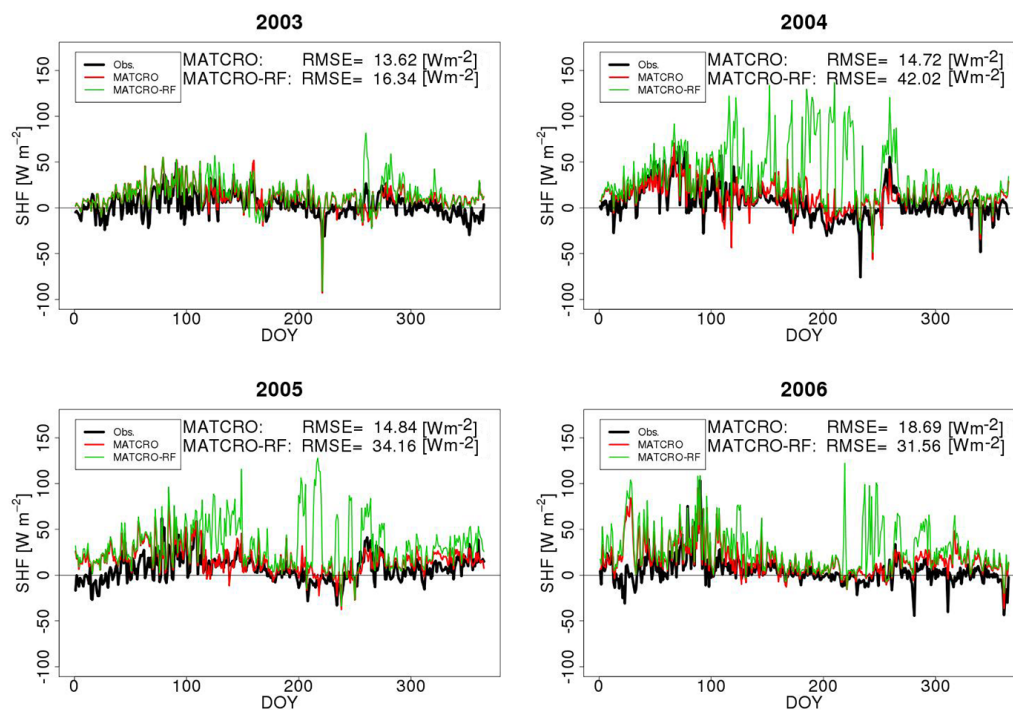 2003
Obs.
MATCRO
MATCRO-RF
MATCRO: RMSE= 13.62 [Wm-2]
MATCRO-RF: RMSE= 16.34 [Wm-2]
SHF [W m−2]
150
100
50
0
-50
-100
0 100 200 300
DOY
2004
Obs.
MATCRO
MATCRO-RF
MATCRO: RMSE= 14.72 [Wm-2]
MATCRO-RF: RMSE= 42.02 [Wm-2]
SHF [W m−2]
150
100
50
0
-50
-100
0 100 200 300
DOY
2005
Obs.
MATCRO
MATCRO-RF
MATCRO: RMSE= 14.84 [Wm-2]
MATCRO-RF: RMSE= 34.16 [Wm-2]
SHF [W m−2]
150
100
50
0
-50
-100
0 100 200 300
DOY
2006
Obs.
MATCRO
MATCRO-RF
MATCRO: RMSE= 18.69 [Wm-2]
MATCRO-RF: RMSE= 31.56 [Wm-2]
SHF [W m−2]
150
100
50
0
-50
-100
0 100 200 300
DOY